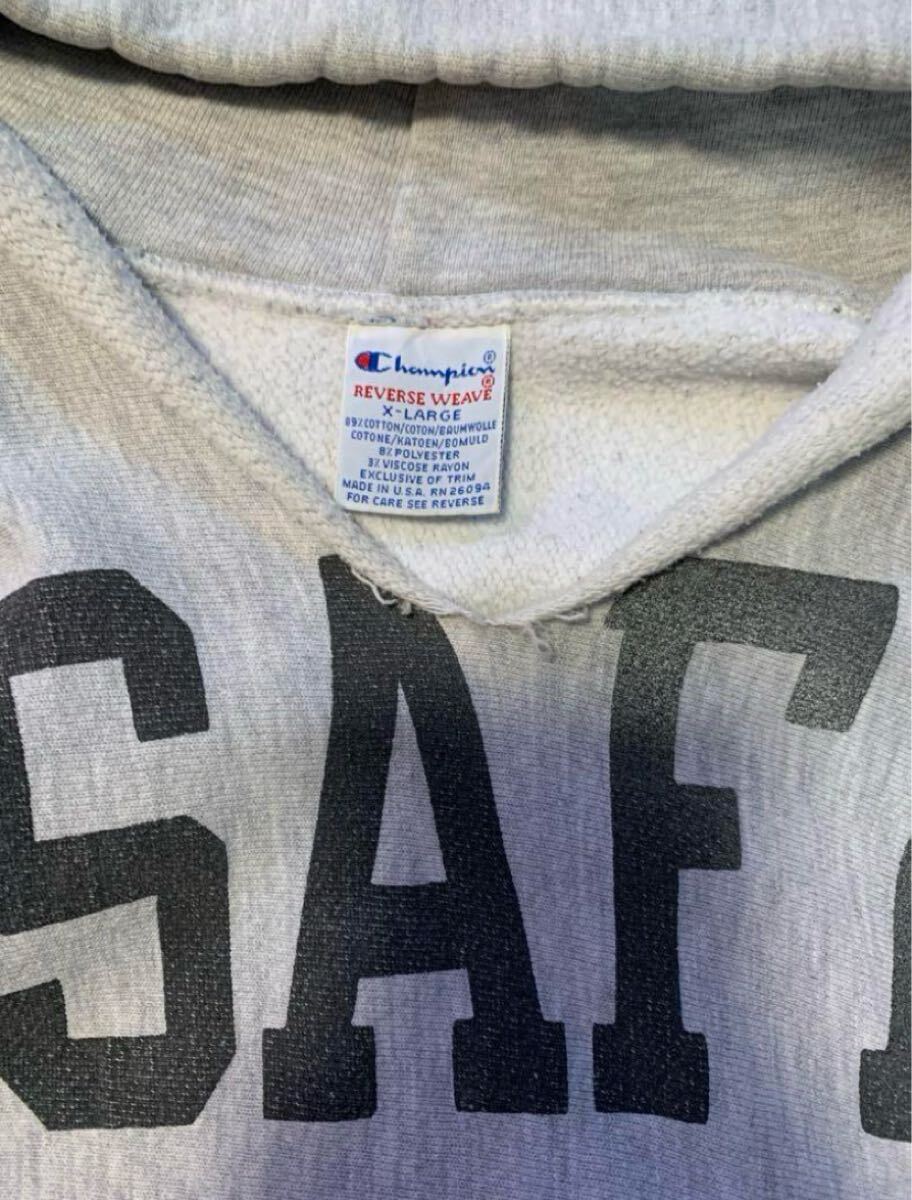 Champion®
REVERSE WEAVE®
X-LARGE
89% COTTON/COTON/BAUMWOLLE
COTONE/KATOEN/BOMULD
8% POLYESTER
3% VISCOSE RAYON
EXCLUSIVE OF TRIM
MADE IN U.S.A. RN 26094
FOR CARE SEE REVERSE
SAF